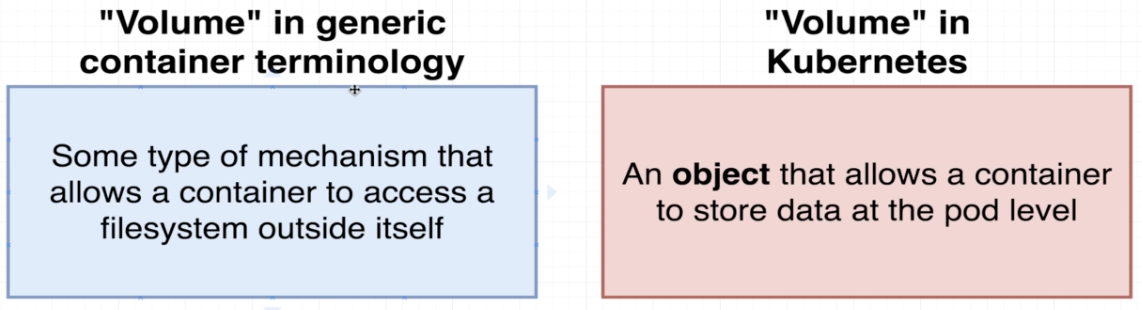 "Volume" in generic
container terminology
Some type of mechanism that
allows a container to access a
filesystem outside itself
"Volume" in
Kubernetes
An object that allows a container
to store data at the pod level